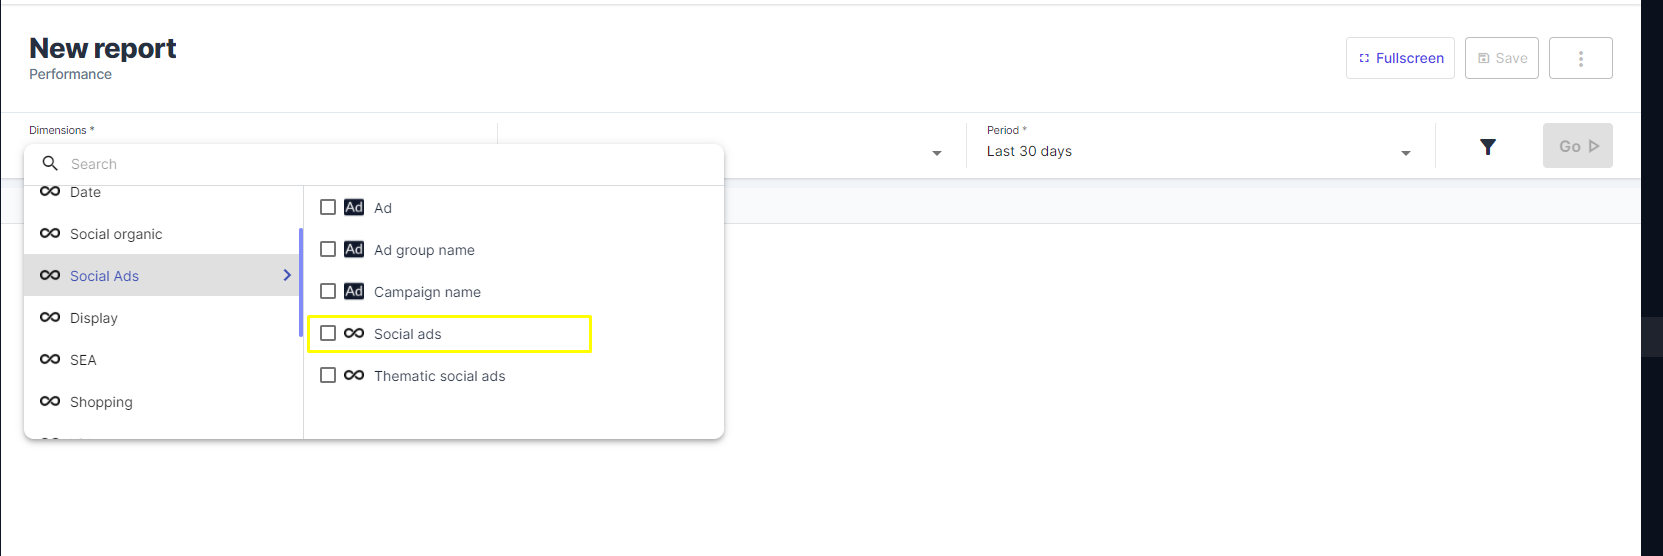 New report
Performance
Fullscreen
Save
Dimensions *
Period *
Last 30 days
Go
Search
Date
Social organic
Social Ads
Display
SEA
Shopping
Ad Ad
Ad Ad group name
Ad Campaign name
Social ads
Thematic social ads